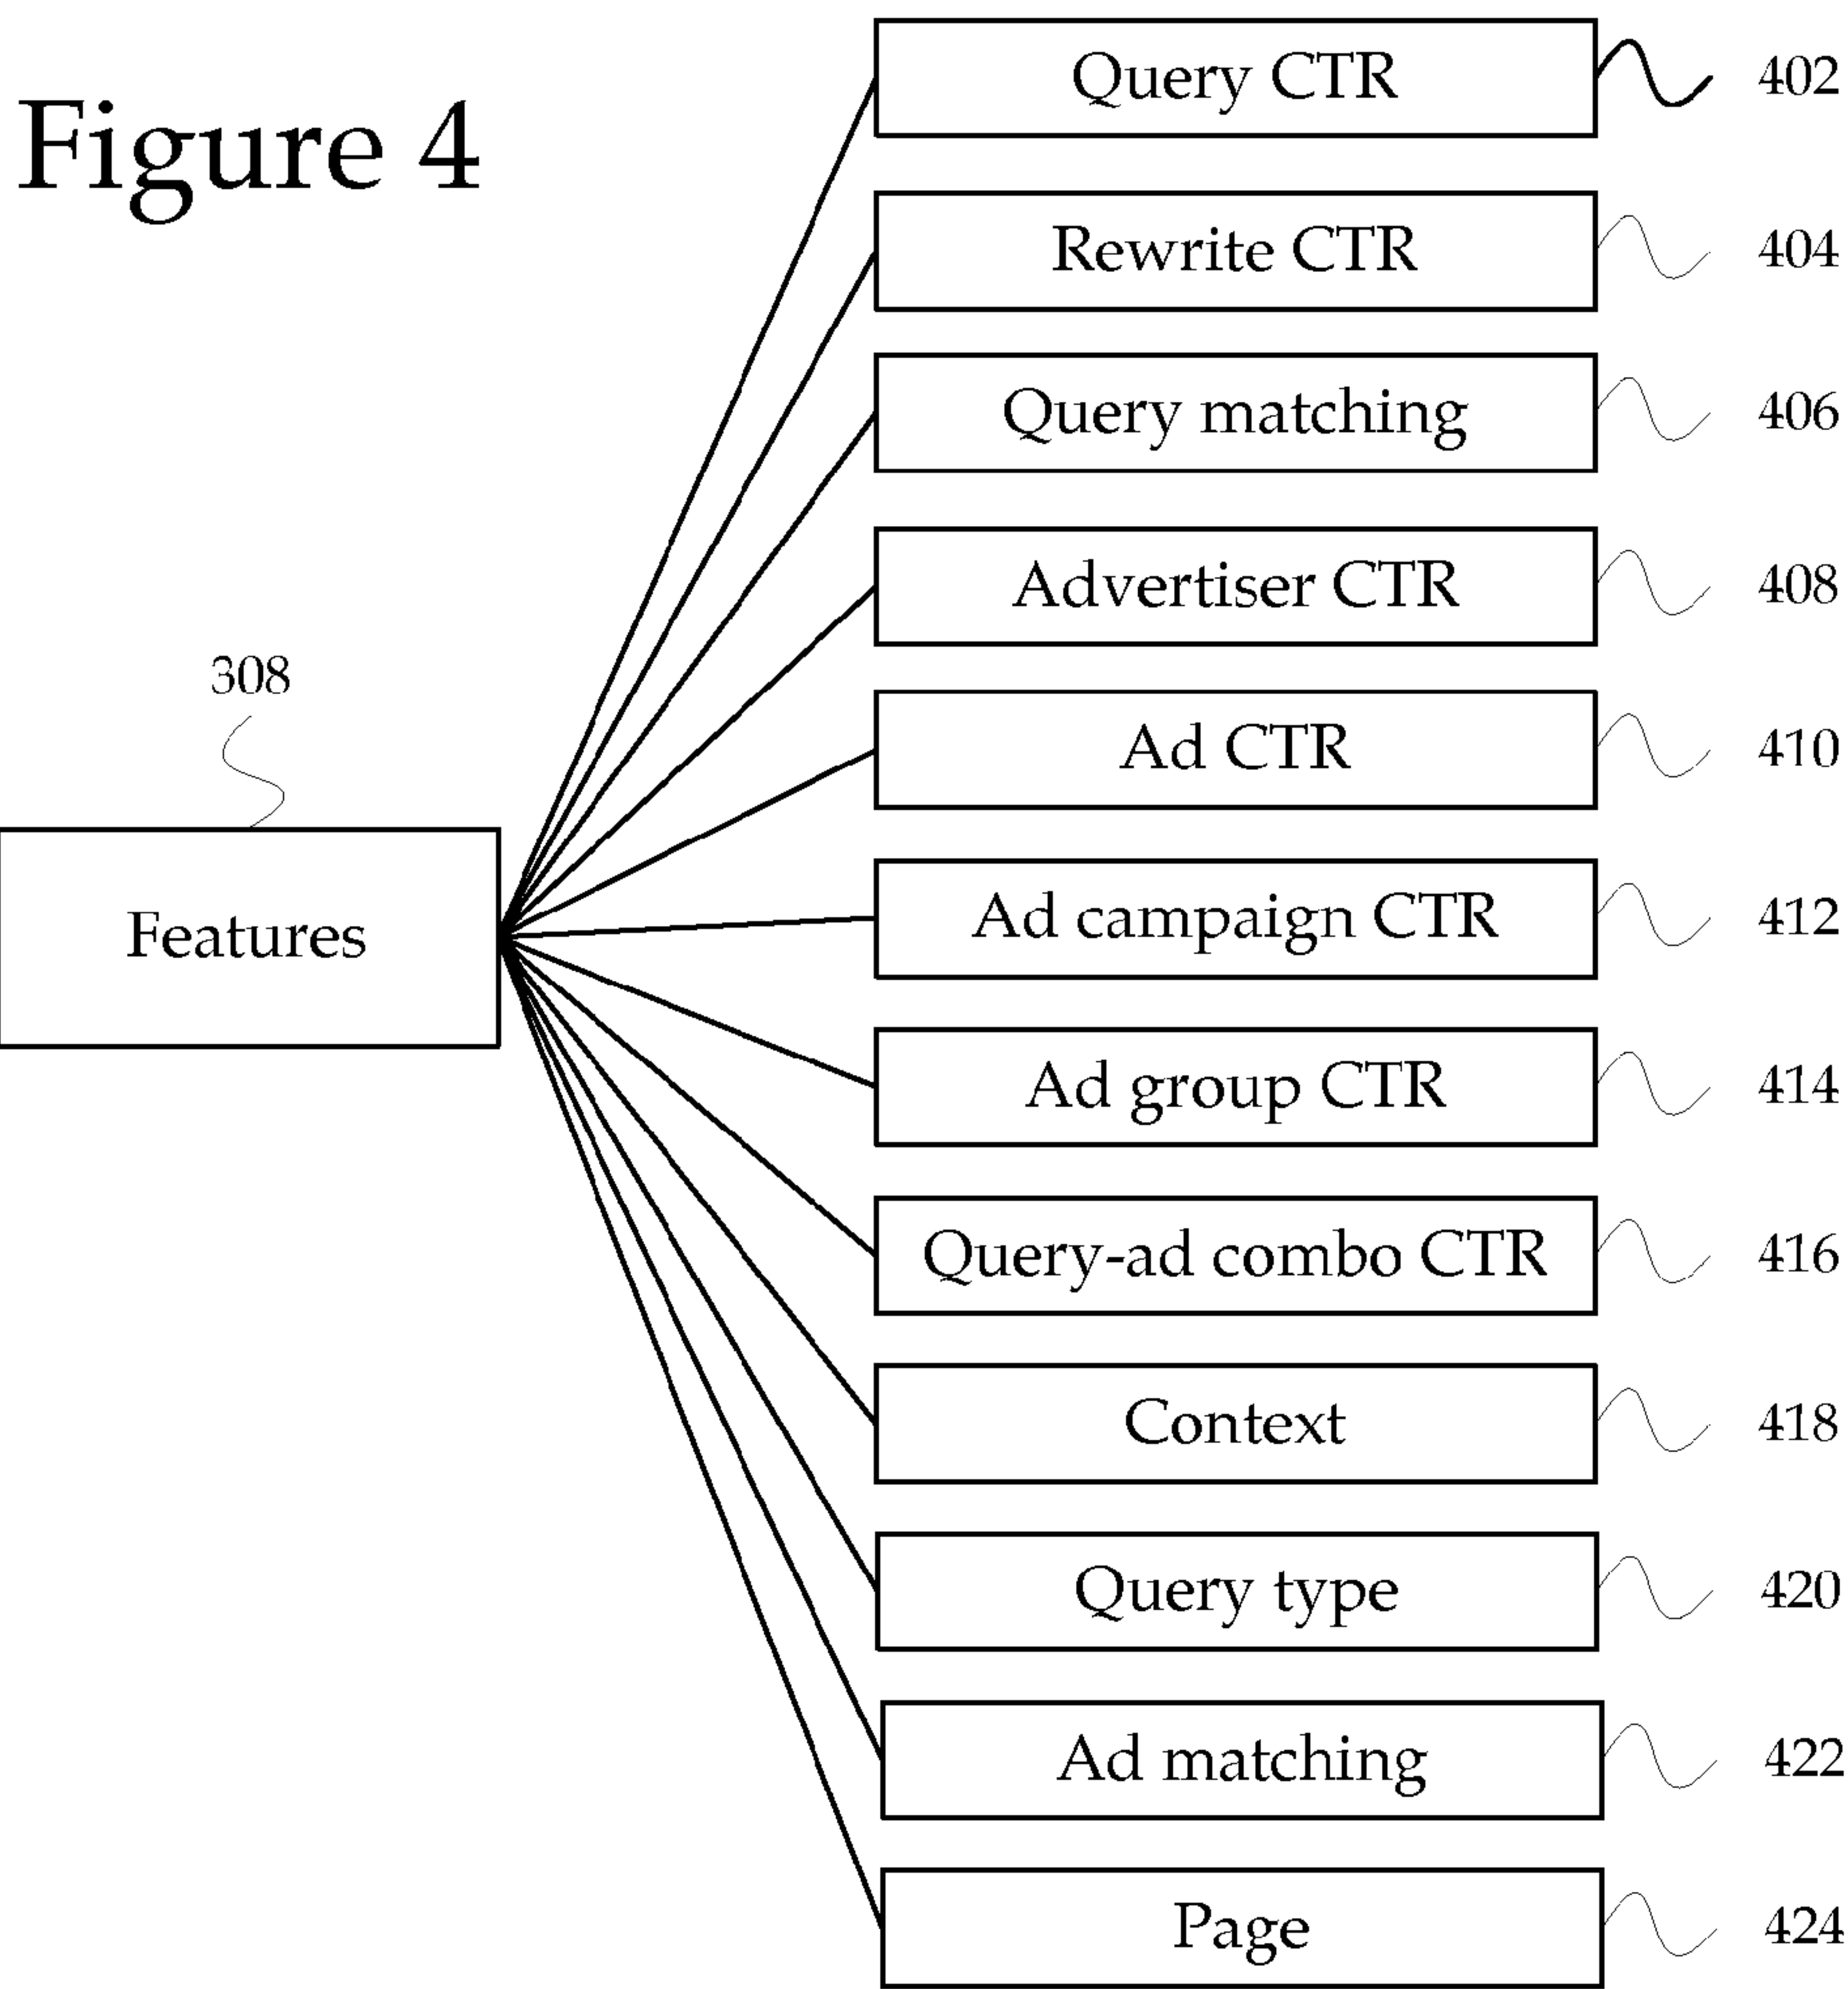 Figure 4
Query CTR 402
Rewrite CTR 404
Query matching 406
Advertiser CTR 408
308
Ad CTR 410
Features
Ad campaign CTR 412
Ad group CTR 414
Query-ad combo CTR 416
Context 418
Query type 420
Ad matching 422
Page 424